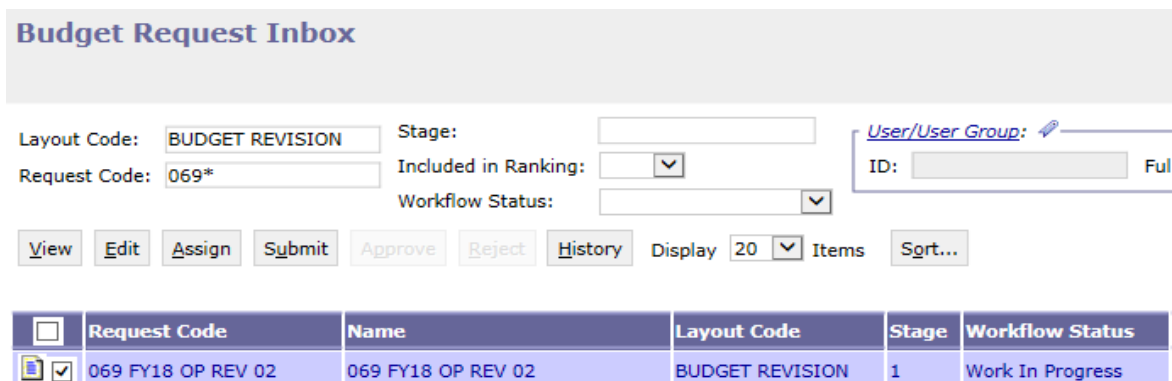 Budget Request Inbox
Layout Code: BUDGET REVISION Stage: User/User Group:
Request Code: 069* Included in Ranking: ID: Ful
Workflow Status:
View Edit Assign Submit Approve Reject History Display 20 Items Sort...
Request Code Name Layout Code Stage Workflow Status
069 FY18 OP REV 02 069 FY18 OP REV 02 BUDGET REVISION 1 Work In Progress